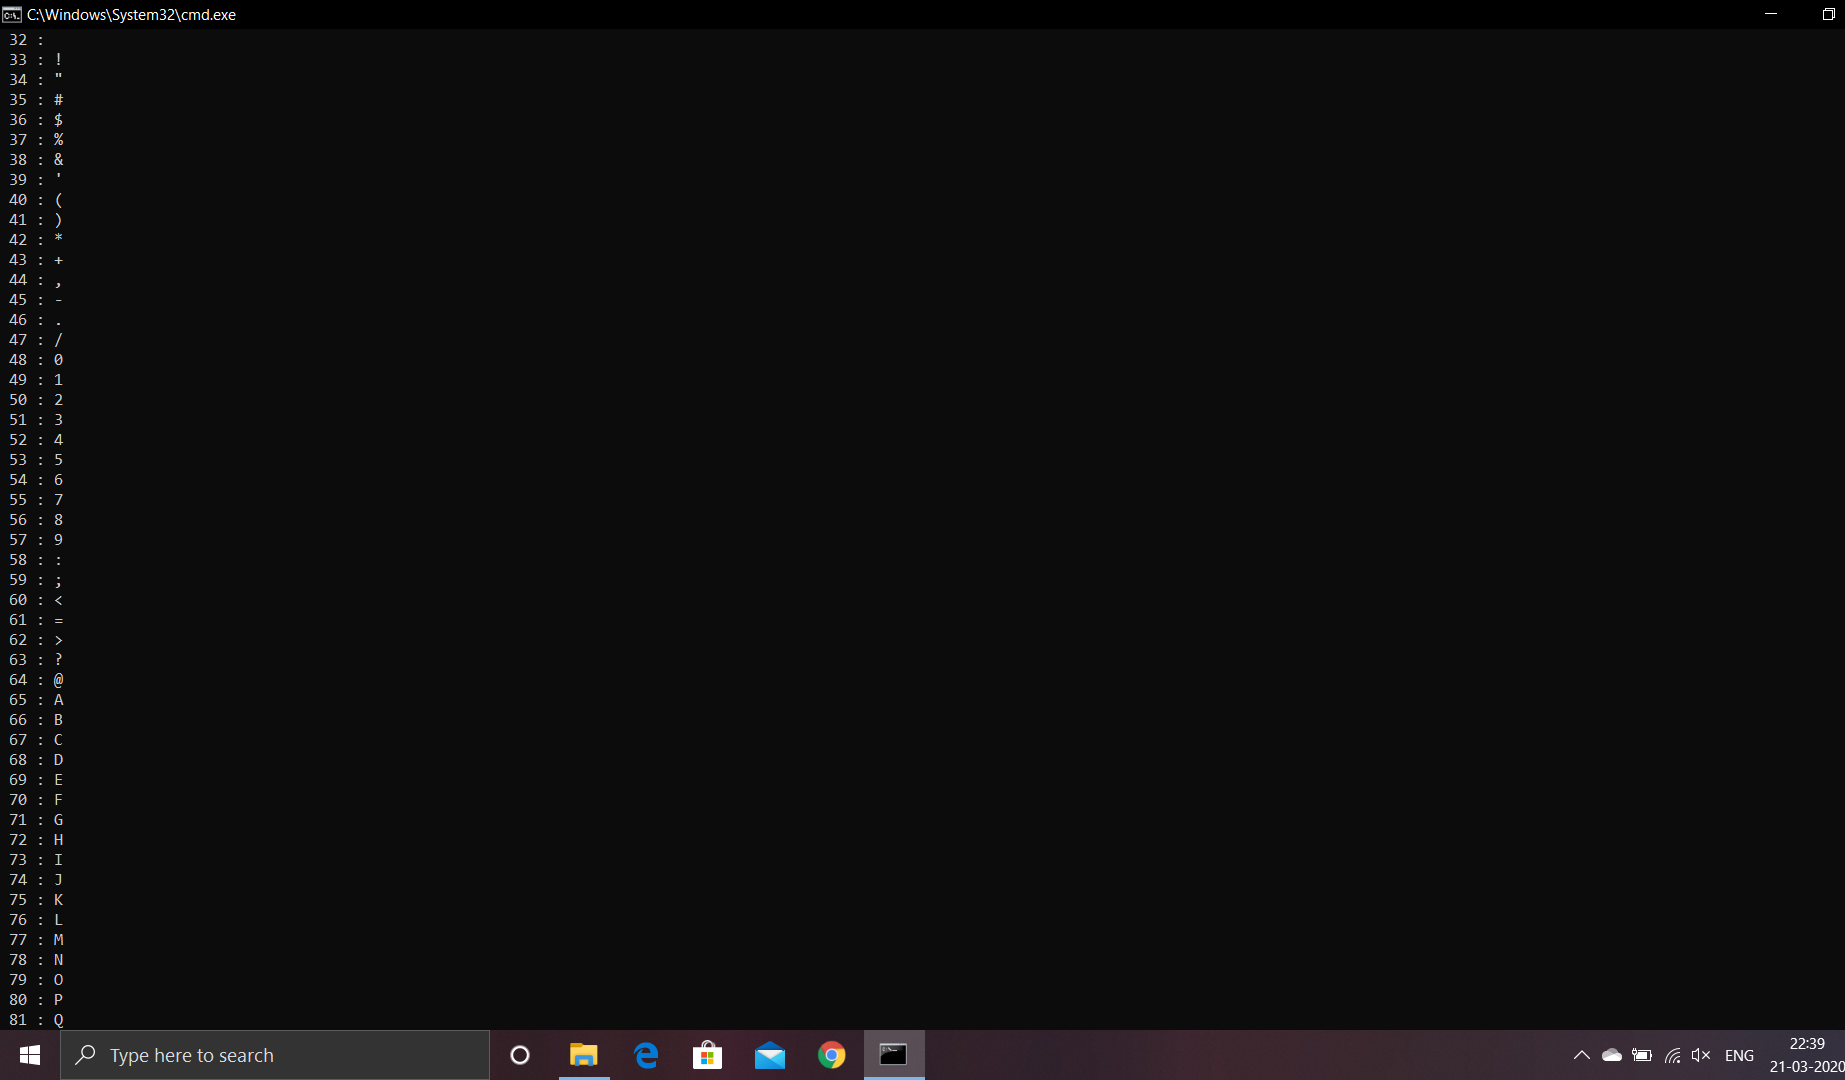 C:\Windows\System32\cmd.exe
32 :
33 : !
34 : "
35 : #
36 : $
37 : %
38 : &
39 : '
40 : (
41 : )
42 : *
43 : +
44 : ,
45 : -
46 : .
47 : /
48 : 0
49 : 1
50 : 2
51 : 3
52 : 4
53 : 5
54 : 6
55 : 7
56 : 8
57 : 9
58 : :
59 : ;
60 : <
61 : =
62 : >
63 : ?
64 : @
65 : A
66 : B
67 : C
68 : D
69 : E
70 : F
71 : G
72 : H
73 : I
74 : J
75 : K
76 : L
77 : M
78 : N
79 : O
80 : P
81 : Q
Type here to search
ENG
22:39
21-03-2020